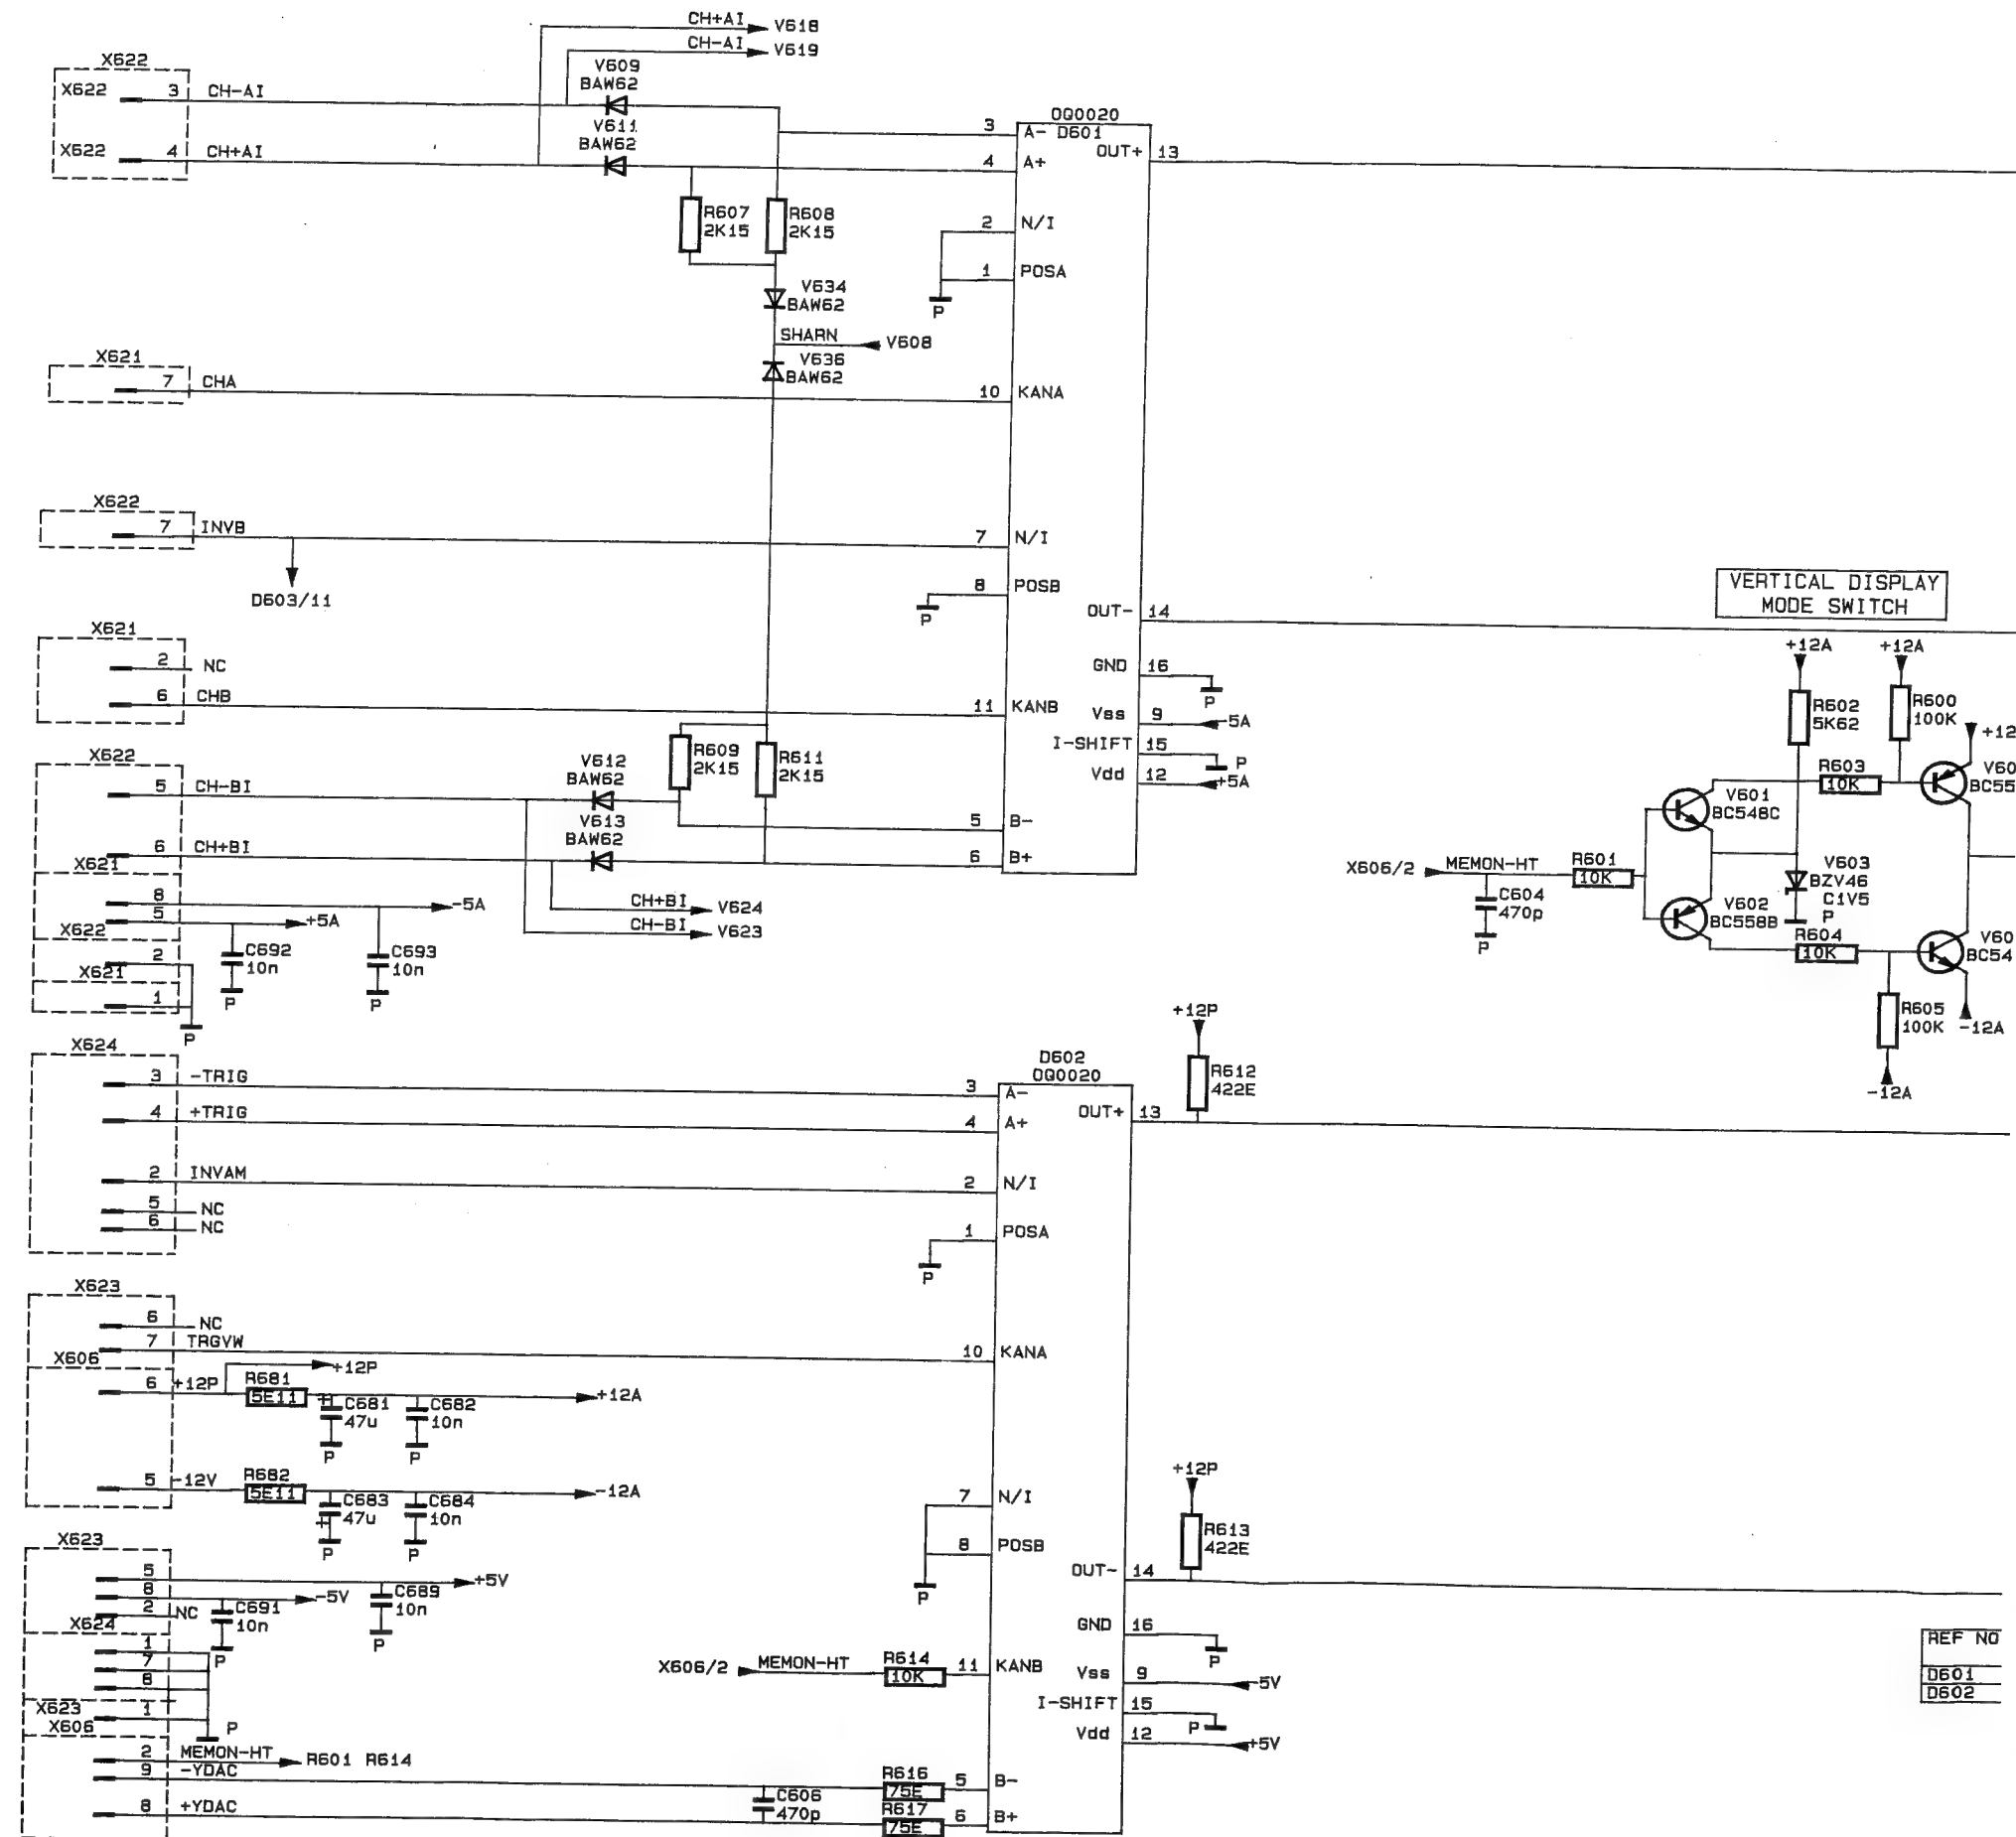 CH+AI V618
CH-AI V619
X622
X622 3 CH-AI
V609
BAW62
X622 4 CH+AI
V611
BAW62
OQ0020
D601
3 A-
4 A+
OUT+ 13
R607
2K15
R608
2K15
2 N/I
1 POSA
P
V634
BAW62
SHARN V608
V636
BAW62
X621
7 CHA
10 KANA
X622
7 INVB
D603/11
7 N/I
8 POSB
P
OUT- 14
GND 16
P
Vss 9 -5A
I-SHIFT 15
P
Vdd 12 +5A
X621
2 NC
6 CHB
11 KANB
R609
2K15
R611
2K15
X622
5 CH-BI
V612
BAW62
5 B-
6 CH+BI
V613
BAW62
6 B+
CH+BI V624
CH-BI V623
X621
8 -5A
5 +5A
C692
10n
P
C693
10n
P
X622
2
X621
1
P
VERTICAL DISPLAY
MODE SWITCH
+12A
+12A
R602
5K62
R600
100K
+12
R603
10K
V60
BC55
V601
BC548C
X606/2 MEMON-HT
R601
10K
C604
470p
P
V603
BZV46
C1V5
P
V602
BC558B
R604
10K
V60
BC54
R605
100K
-12A
-12A
X624
3 -TRIG
4 +TRIG
2 INVAM
5 NC
6 NC
D602
OQ0020
3 A-
4 A+
OUT+ 13
+12P
R612
422E
2 N/I
1 POSA
P
X623
6 NC
7 TRGVW
10 KANA
X606
6 +12P
+12P
R681
5E11
+12A
+
C681
47u
P
C682
10n
P
5 -12V
R682
5E11
-12A
C683
47u
+
P
C684
10n
P
7 N/I
8 POSB
P
+12P
R613
422E
OUT- 14
X623
5 +5V
8 -5V
2 NC
C691
10n
P
C689
10n
P
X624
1
7
8
X623
1
P
X606
2 MEMON-HT R601 R614
9 -YDAC
8 +YDAC
C606
470p
R616
75E
5 B-
R617
75E
6 B+
X606/2 MEMON-HT
R614
10K
11 KANB
GND 16
P
Vss 9 -5V
I-SHIFT 15
P
Vdd 12 +5V
REF NO
D601
D602